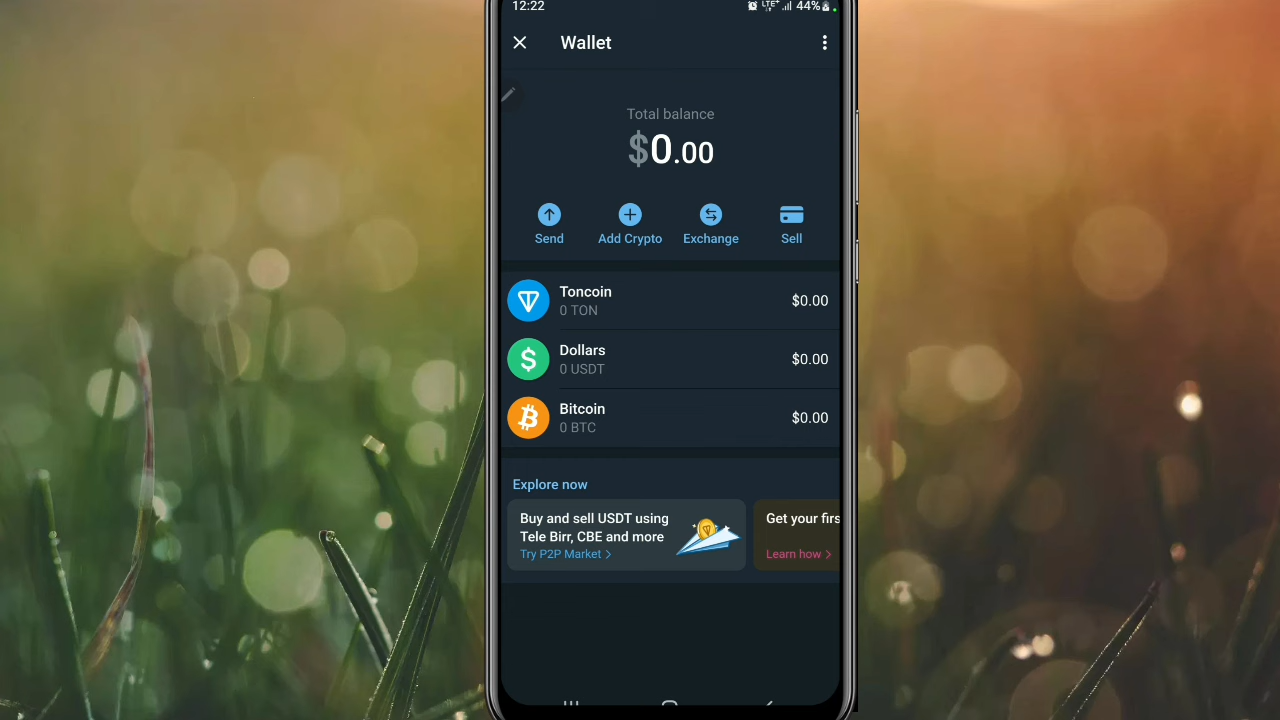 12:22
LTE+ 44%
Wallet
Total balance
$0.00
Send
Add Crypto
Exchange
Sell
Toncoin
0 TON
$0.00
Dollars
0 USDT
$0.00
Bitcoin
0 BTC
$0.00
Explore now
Buy and sell USDT using
Tele Birr, CBE and more
Try P2P Market >
Get your firs
Learn how >